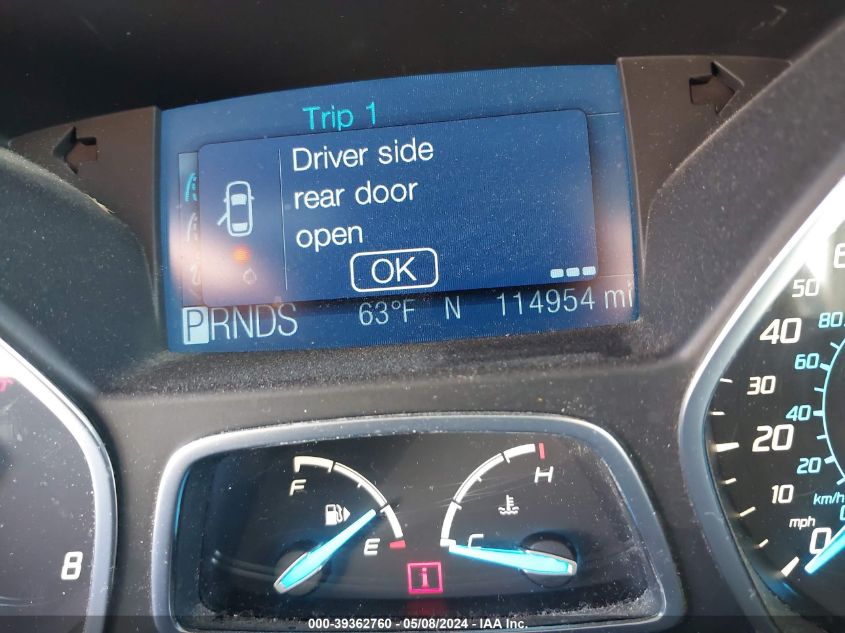 Trip 1
Driver side
rear door
open
OK
PRNDS 63°F N 114954 mi
F
E
C
H
i
8
50
40
30
20
10
mph
0
80
60
40
20
km/h
000-39362760 - 05/08/2024 - IAA Inc.